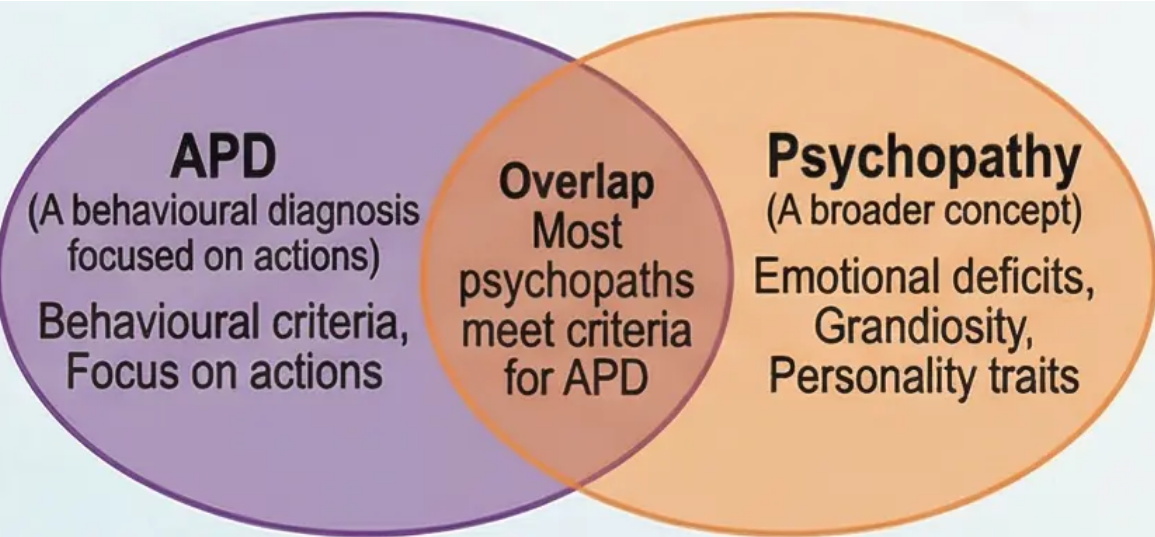 APD
(A behavioural diagnosis
focused on actions)
Behavioural criteria,
Focus on actions
Overlap
Most
psychopaths
meet criteria
for APD
Psychopathy
(A broader concept)
Emotional deficits,
Grandiosity,
Personality traits